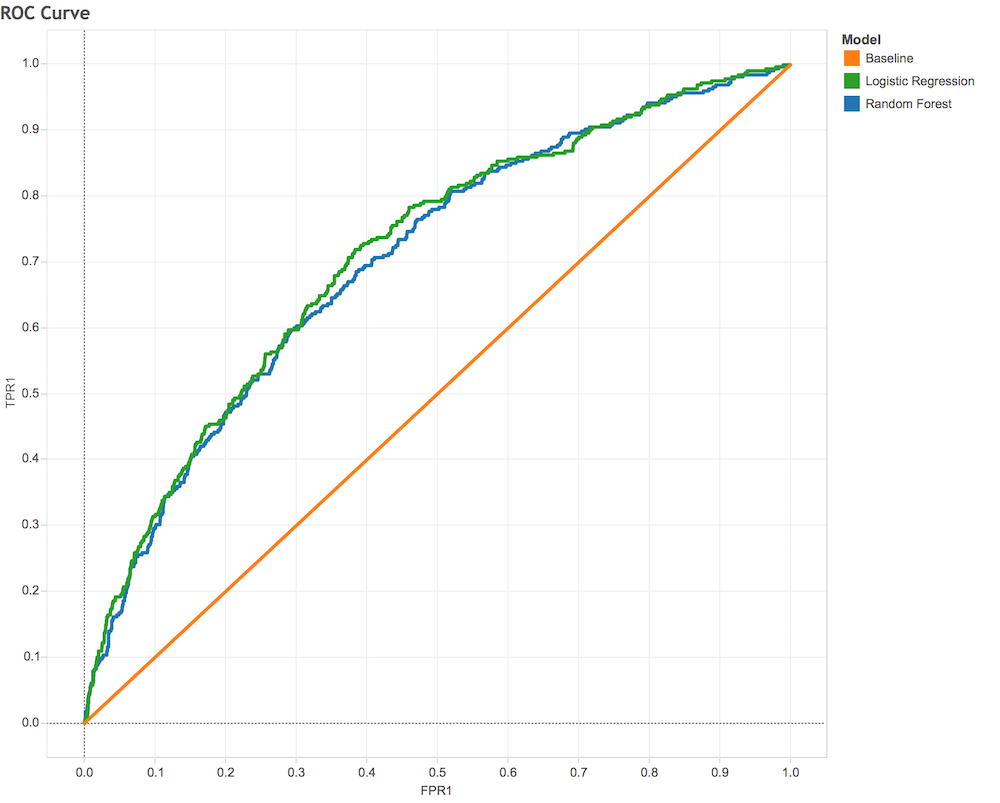 ROC Curve
Model
Baseline
Logistic Regression
Random Forest
1.0
0.9
0.8
0.7
0.6
0.5
0.4
0.3
0.2
0.1
0.0
TPR1
0.0 0.1 0.2 0.3 0.4 0.5 0.6 0.7 0.8 0.9 1.0
FPR1